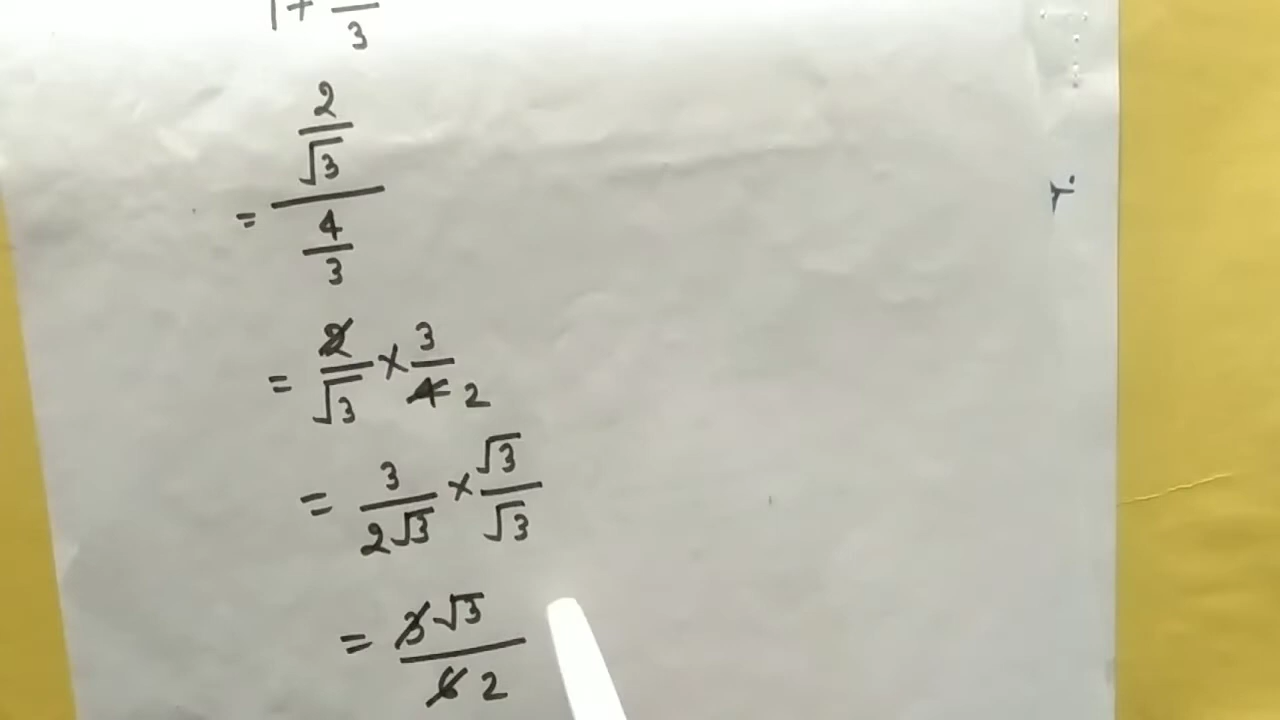 1 + — / 3
= (2/√3) / (4/3)
= 2/√3 × 3/4 2
= 3/2√3 × √3/√3
= 3√3 / 6 2